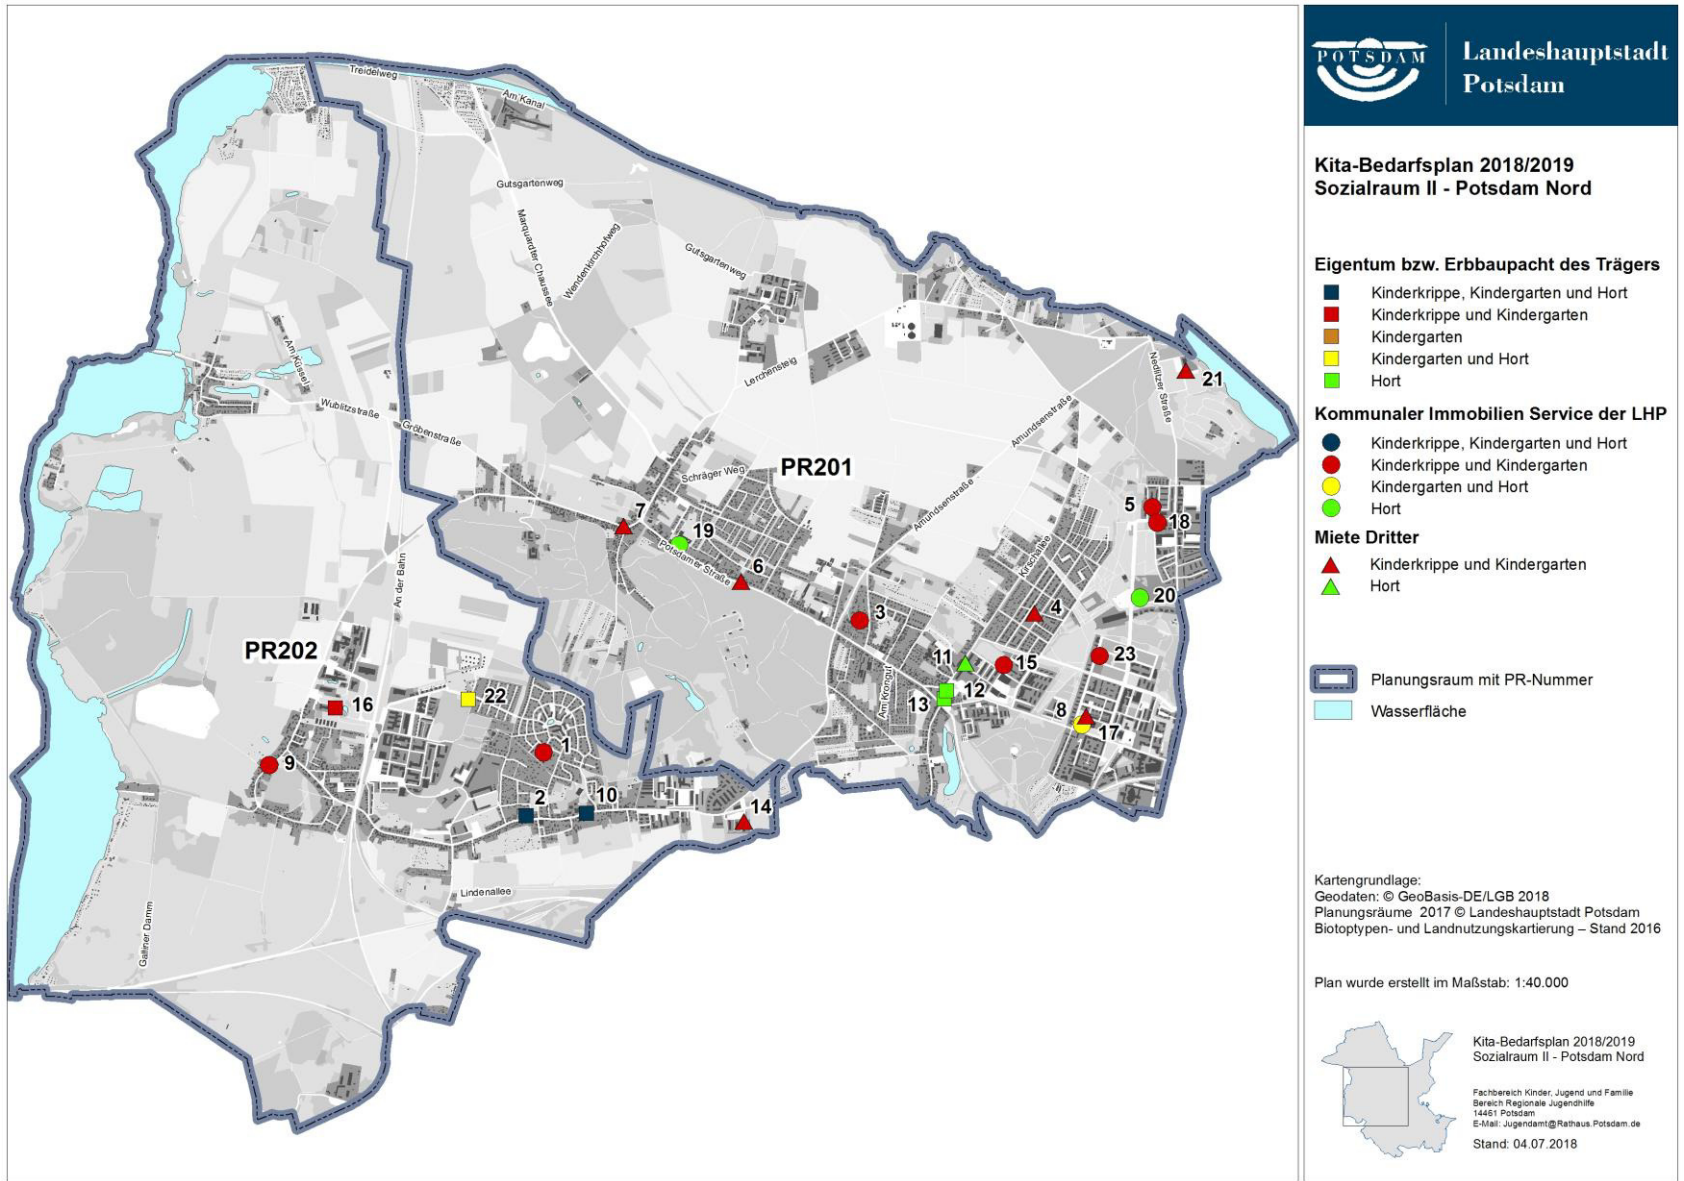 Treidelweg
Am Kanal
Gutsgartenweg
Marquardter Chaussee
Wendenkirchhofweg
Gutsgartenweg
Am Küssel
Wublitzstraße
Gröbenstraße
Lerchensteig
Nedlitzer Straße
21
Amundsenstraße
Schräger Weg
PR201
Amundsenstraße
7
19
Potsdamer Straße
6
5
18
Kirschallee
An der Bahn
20
3
4
PR202
11
15
23
12
13
Am Krongut
16
22
8
17
9
1
2
10
14
Lindenallee
Galliner Damm
POTSDAM
Landeshauptstadt
Potsdam
Kita-Bedarfsplan 2018/2019
Sozialraum II - Potsdam Nord
Eigentum bzw. Erbbaupacht des Trägers
Kinderkrippe, Kindergarten und Hort
Kinderkrippe und Kindergarten
Kindergarten
Kindergarten und Hort
Hort
Kommunaler Immobilien Service der LHP
Kinderkrippe, Kindergarten und Hort
Kinderkrippe und Kindergarten
Kindergarten und Hort
Hort
Miete Dritter
Kinderkrippe und Kindergarten
Hort
Planungsraum mit PR-Nummer
Wasserfläche
Kartengrundlage:
Geodaten: © GeoBasis-DE/LGB 2018
Planungsräume 2017 © Landeshauptstadt Potsdam
Biotoptypen- und Landnutzungskartierung – Stand 2016
Plan wurde erstellt im Maßstab: 1:40.000
Kita-Bedarfsplan 2018/2019
Sozialraum II - Potsdam Nord
Fachbereich Kinder, Jugend und Familie
Bereich Regionale Jugendhilfe
14461 Potsdam
E-Mail: Jugendamt@Rathaus.Potsdam.de
Stand: 04.07.2018